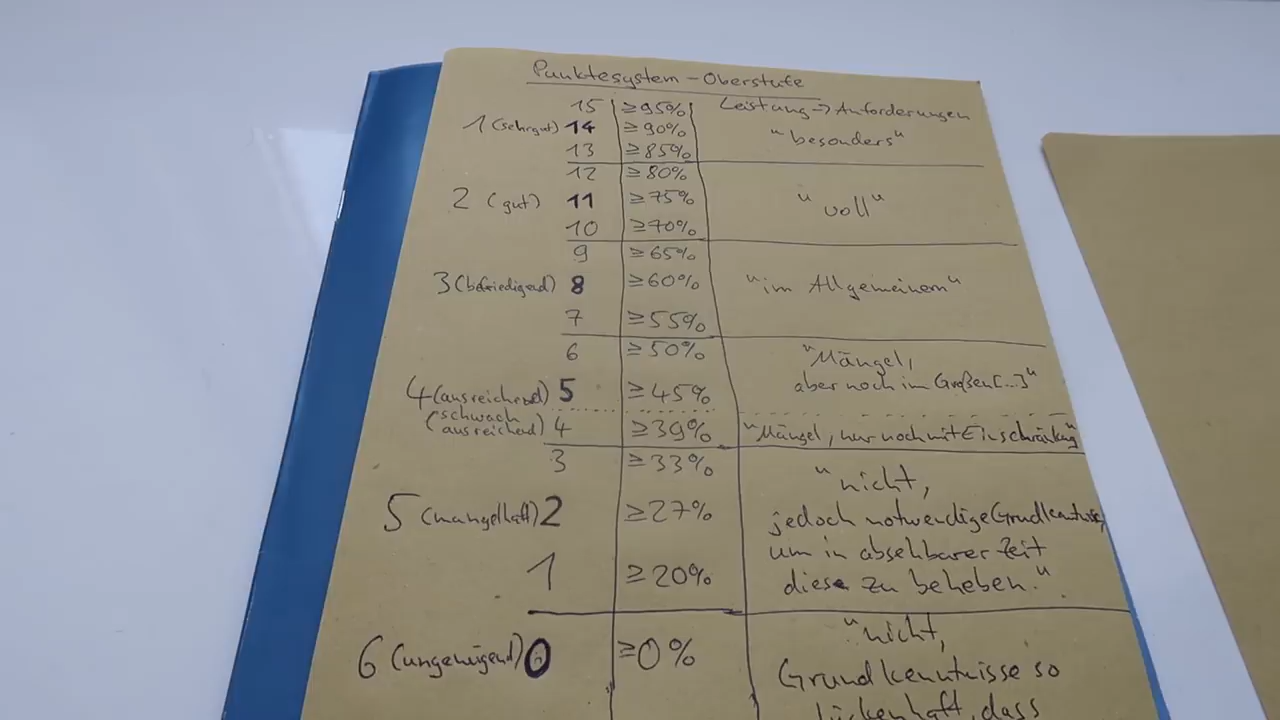 Punktesystem - Oberstufe
15 ≥95% Leistung → Anforderungen
1 (sehr gut) 14 ≥90% "besonders"
13 ≥85%
12 ≥80%
2 (gut) 11 ≥75% "voll"
10 ≥70%
9 ≥65%
3 (befriedigend) 8 ≥60% "im Allgemeinen"
7 ≥55%
6 ≥50% "Mängel,
aber noch im Großen [...]"
4 (ausreichend) 5 ≥45%
(schwach
ausreichend) 4 ≥39% "Mängel, nur noch mit Einschränkung"
3 ≥33% "nicht,
5 (mangelhaft) 2 ≥27% jedoch notwendige Grundkenntnisse,
um in absehbarer Zeit
1 ≥20% diese zu beheben."
6 (ungenügend) 0 ≥0% "nicht,
Grundkenntnisse so
lückenhaft, dass